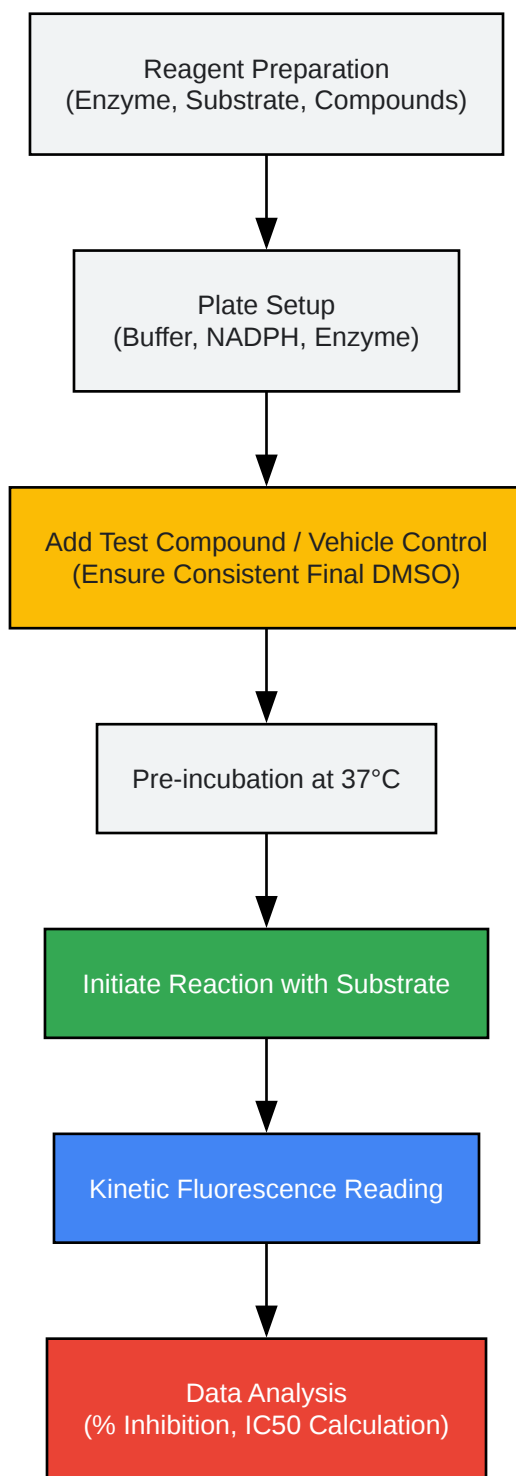 Reagent Preparation
(Enzyme, Substrate, Compounds)
Plate Setup
(Buffer, NADPH, Enzyme)
Add Test Compound / Vehicle Control
(Ensure Consistent Final DMSO)
Pre-incubation at 37°C
Initiate Reaction with Substrate
Kinetic Fluorescence Reading
Data Analysis
(% Inhibition, IC50 Calculation)